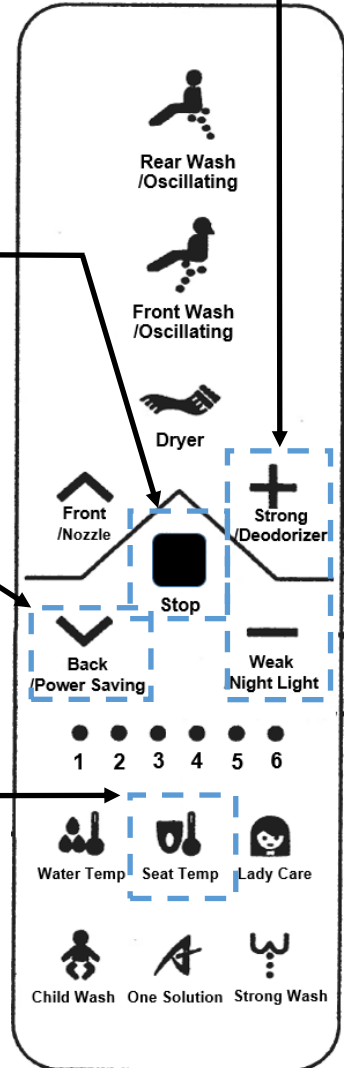 Rear Wash
/Oscillating
Front Wash
/Oscillating
Dryer
Front
/Nozzle
Strong
/Deodorizer
Stop
Back
/Power Saving
Weak
Night Light
1 2 3 4 5 6
Water Temp Seat Temp Lady Care
Child Wash One Solution Strong Wash